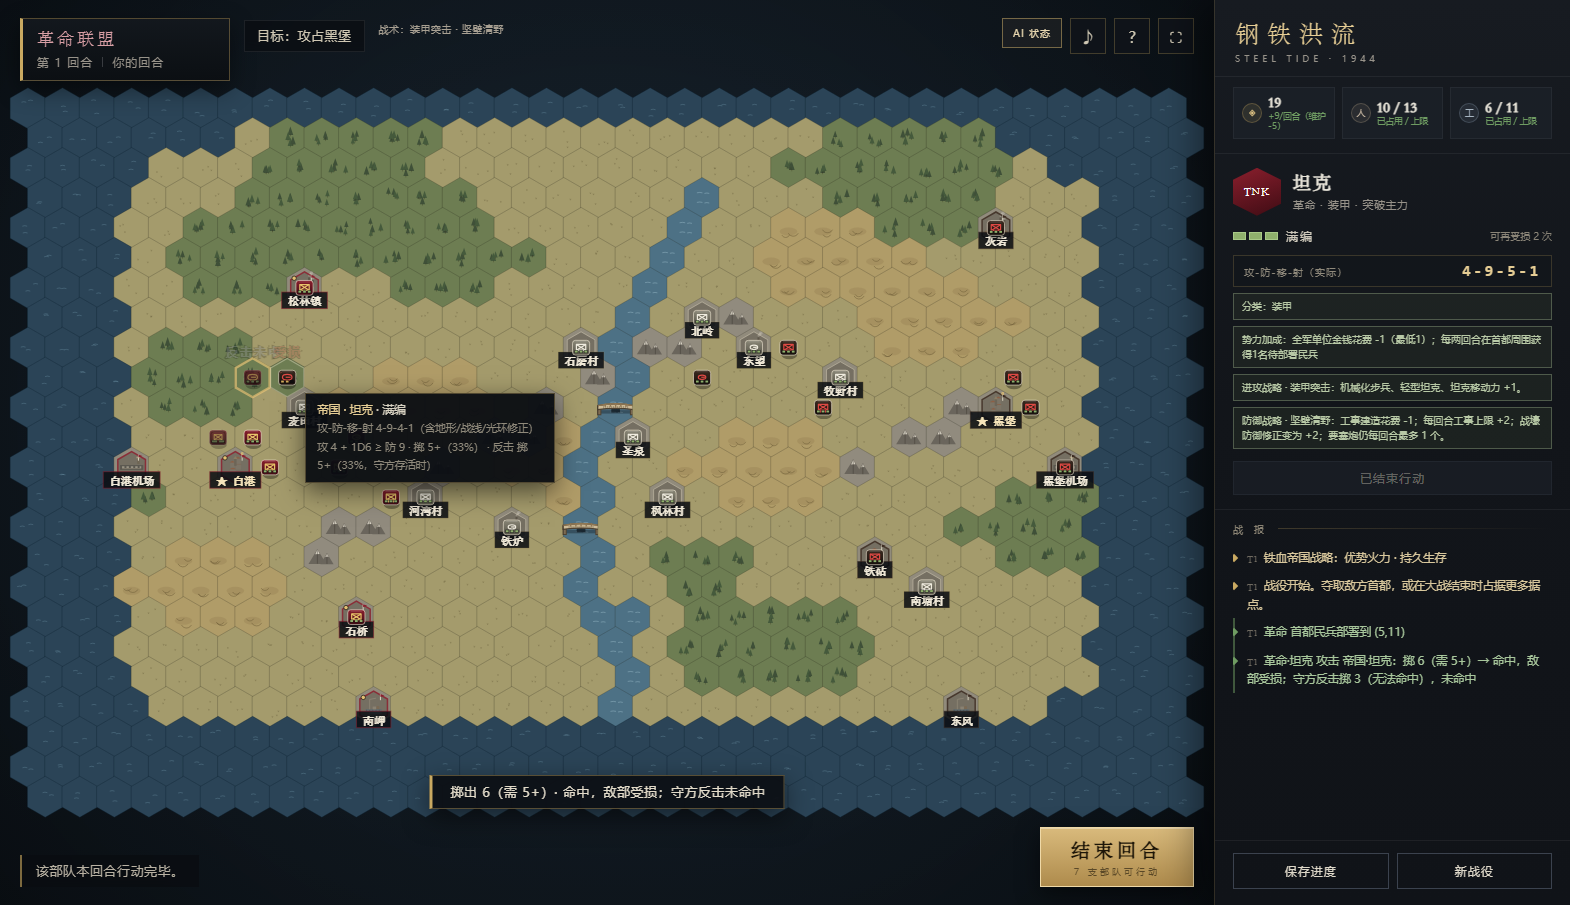 革命联盟
第 1 回合 | 你的回合
目标：攻占黑堡
战术：装甲突击 · 坚壁清野
AI 状态
♪
?
钢铁洪流
STEEL TIDE · 1944
19
+9/回合（维护
-5）
人
10 / 13
已占用 / 上限
工
6 / 11
已占用 / 上限
TNK
坦克
革命 · 装甲 · 突破主力
满编
可再受损 2 次
攻-防-移-射（实际）
4 - 9 - 5 - 1
分类：装甲
势力加成：全军单位金钱花费 -1（最低1）；每两回合在首都周围获
得1名待部署民兵
进攻战略 · 装甲突击：机械化步兵、轻型坦克、坦克移动力 +1。
防御战略 · 坚壁清野：工事建造花费 -1；每回合工事上限 +2；战壕
防御修正变为 +2；要塞炮仍每回合最多 1 个。
已结束行动
战 报
T1 铁血帝国战略：优势火力 · 持久生存
T1 战役开始。夺取敌方首都，或在大战结束时占据更多据
点。
T1 革命 首都民兵部署到 (5,11)
T1 革命·坦克 攻击 帝国·坦克：掷 6（需 5+）→ 命中，敌
部受损；守方反击掷 3（无法命中），未命中
保存进度
新战役
灰岩
松林镇
北岭
石磨村
东望
牧野村
帝国 · 坦克 · 满编
攻-防-移-射 4-9-4-1（含地形/战线/光环修正）
攻 4 + 1D6 ≥ 防 9 · 掷 5+（33%） · 反击 掷
5+（33%，守方存活时）
★ 黑堡
圣泉
白港机场
★ 白港
黑堡机场
河湾村
枫林村
铁炉
铁砧
南塘村
石桥
南岬
东风
掷出 6（需 5+）· 命中，敌部受损；守方反击未命中
结束回合
7 支部队可行动
该部队本回合行动完毕。